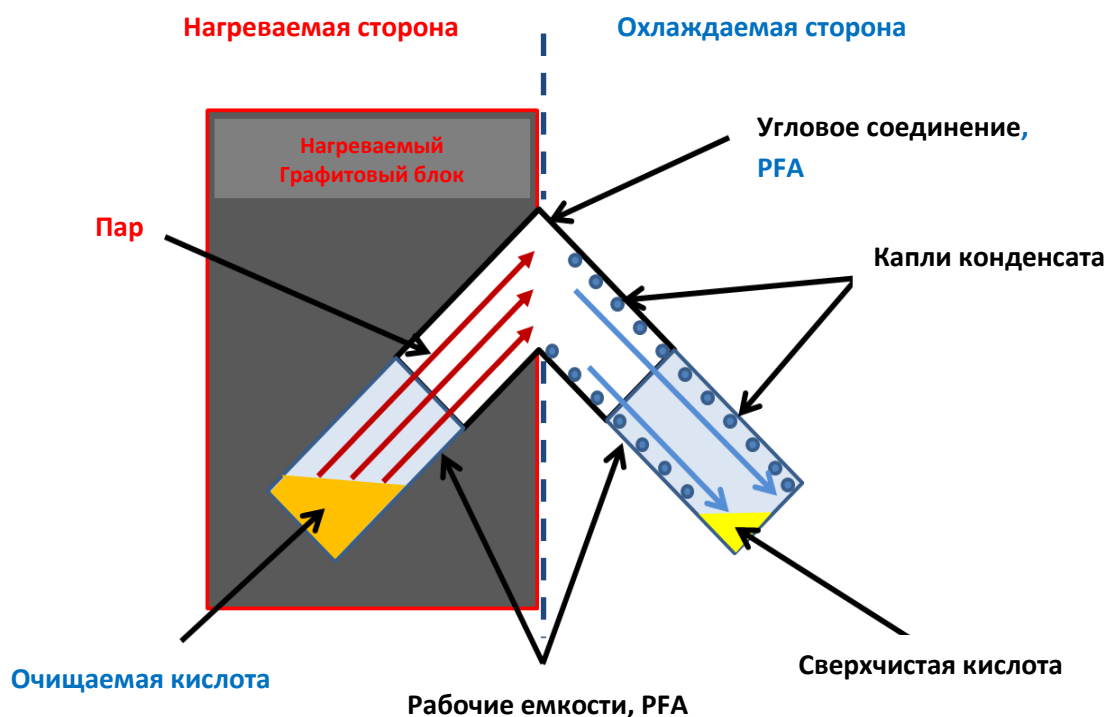 Нагреваемая сторона
Охлаждаемая сторона
Угловое соединение,
PFA
Нагреваемый
Графитовый блок
Пар
Капли конденсата
Очищаемая кислота
Сверхчистая кислота
Рабочие емкости, PFA